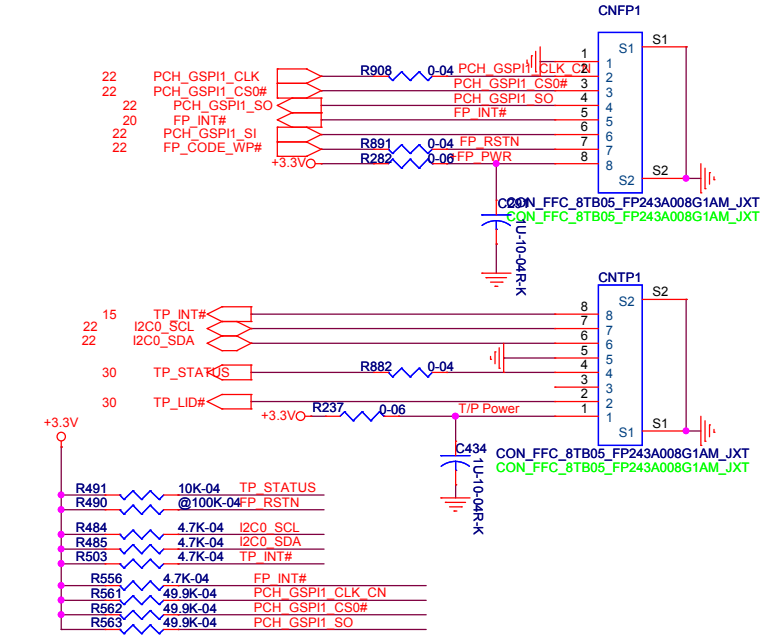 CNFP1
S1
1 1 S1
22 PCH_GSPI1_CLK R908 0-04 PCH_GSPI1_CLK_CN 2 2
22 PCH_GSPI1_CS0# PCH_GSPI1_CS0# 3 3
22 PCH_GSPI1_SO PCH_GSPI1_SO 4 4
20 FP_INT# FP_INT# 5 5
22 PCH_GSPI1_SI 6 6
22 FP_CODE_WP# R891 0-04 FP_RSTN 7 7
+3.3V R282 0-06 +FP_PWR 8 8
S2 S2
CON_FFC_8TB05_FP243A008G1AM_JXT
CON_FFC_8TB05_FP243A008G1AM_JXT
1U-10-04R-K
CNTP1
S2 S2
15 TP_INT# 8 8
22 I2C0_SCL 7 7
22 I2C0_SDA 6 6
5 5
30 TP_STATUS R882 0-04 4 4
3 3
30 TP_LID# 2 2
+3.3V R237 0-06 T/P Power 1 1
S1 S1
C434
1U-10-04R-K
CON_FFC_8TB05_FP243A008G1AM_JXT
CON_FFC_8TB05_FP243A008G1AM_JXT
+3.3V
R491 10K-04 TP_STATUS
R490 @100K-04 FP_RSTN
R484 4.7K-04 I2C0_SCL
R485 4.7K-04 I2C0_SDA
R503 4.7K-04 TP_INT#
R556 4.7K-04 FP_INT#
R561 49.9K-04 PCH_GSPI1_CLK_CN
R562 49.9K-04 PCH_GSPI1_CS0#
R563 49.9K-04 PCH_GSPI1_SO